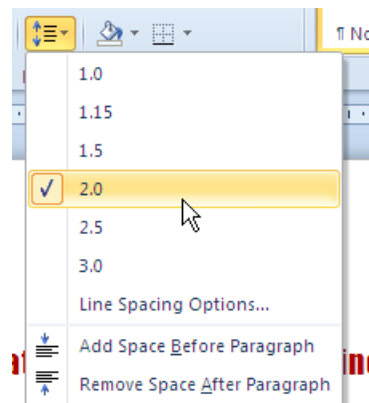 ¶ No
1.0
1.15
1.5
2.0
2.5
3.0
Line Spacing Options...
Add Space Before Paragraph
Remove Space After Paragraph